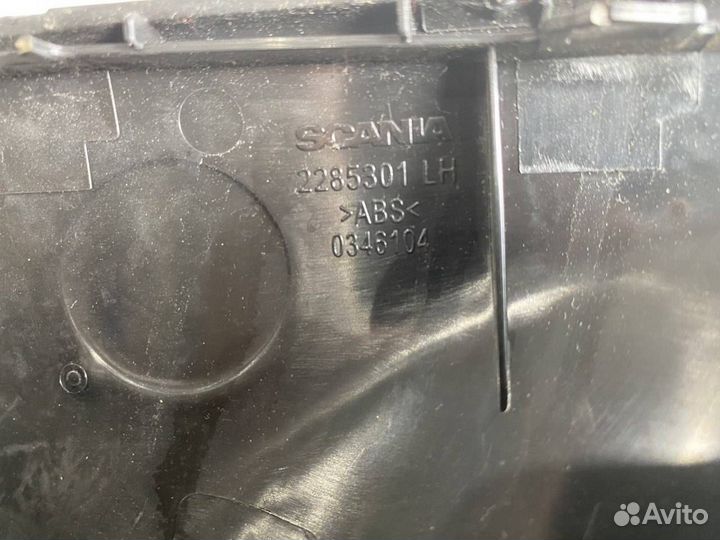 SCANIA
2285301 LH
>ABS<
0346104
©
Avito